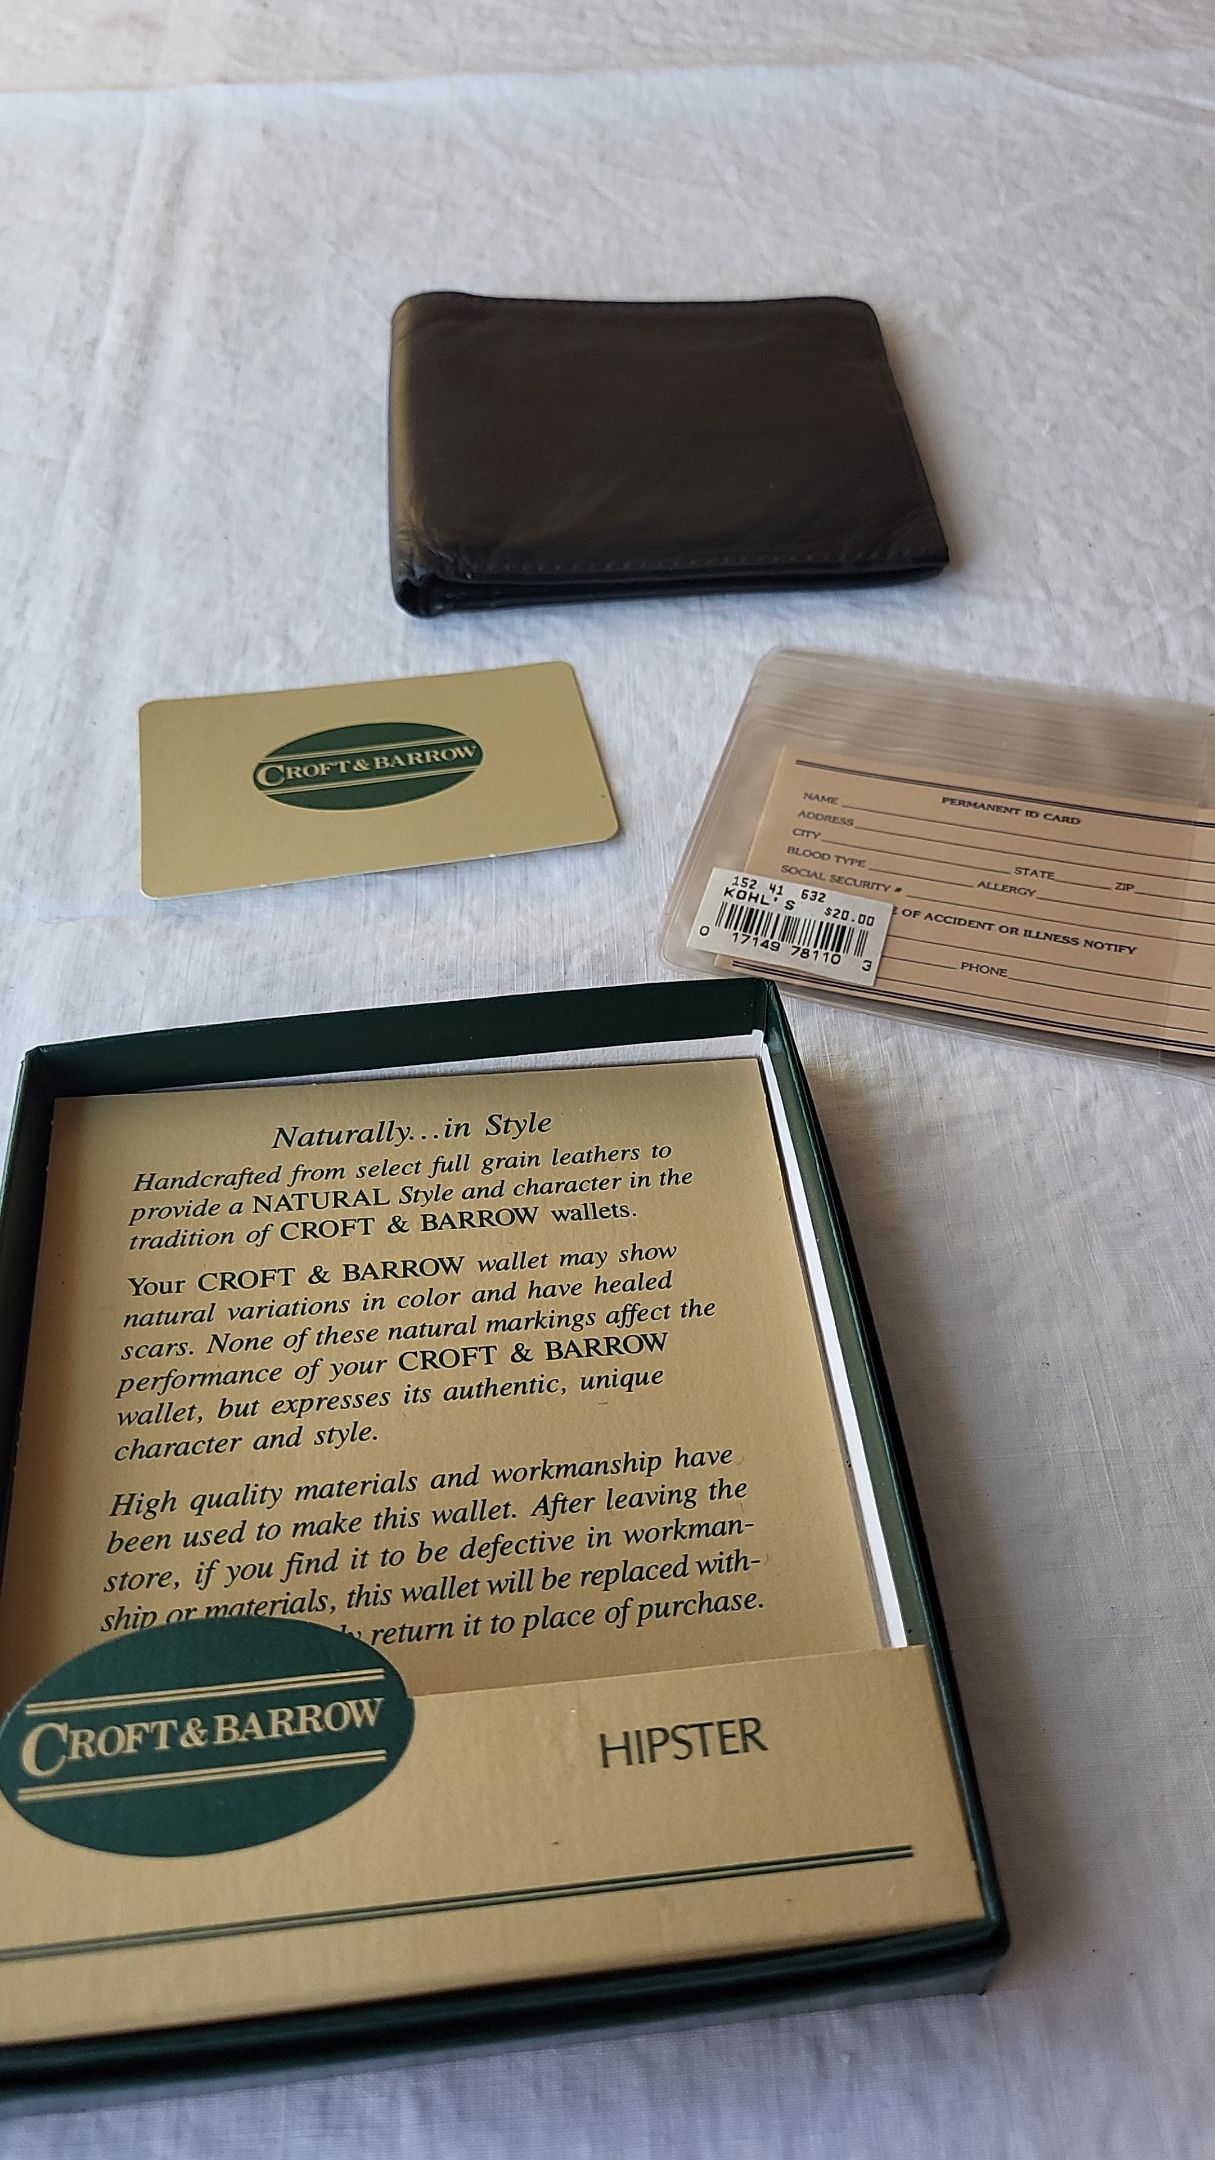 CROFT & BARROW
PERMANENT ID CARD
NAME
ADDRESS
CITY
STATE
ZIP
BLOOD TYPE
ALLERGY
SOCIAL SECURITY #
E OF ACCIDENT OR ILLNESS NOTIFY
PHONE
152 41 632
KOHL'S $20.00
0 17149 78110 3
Naturally...in Style
Handcrafted from select full grain leathers to
provide a NATURAL Style and character in the
tradition of CROFT & BARROW wallets.
Your CROFT & BARROW wallet may show
natural variations in color and have healed
scars. None of these natural markings affect the
performance of your CROFT & BARROW
wallet, but expresses its authentic, unique
character and style.
High quality materials and workmanship have
been used to make this wallet. After leaving the
store, if you find it to be defective in workman-
ship or materials, this wallet will be replaced with-
return it to place of purchase.
CROFT & BARROW
HIPSTER